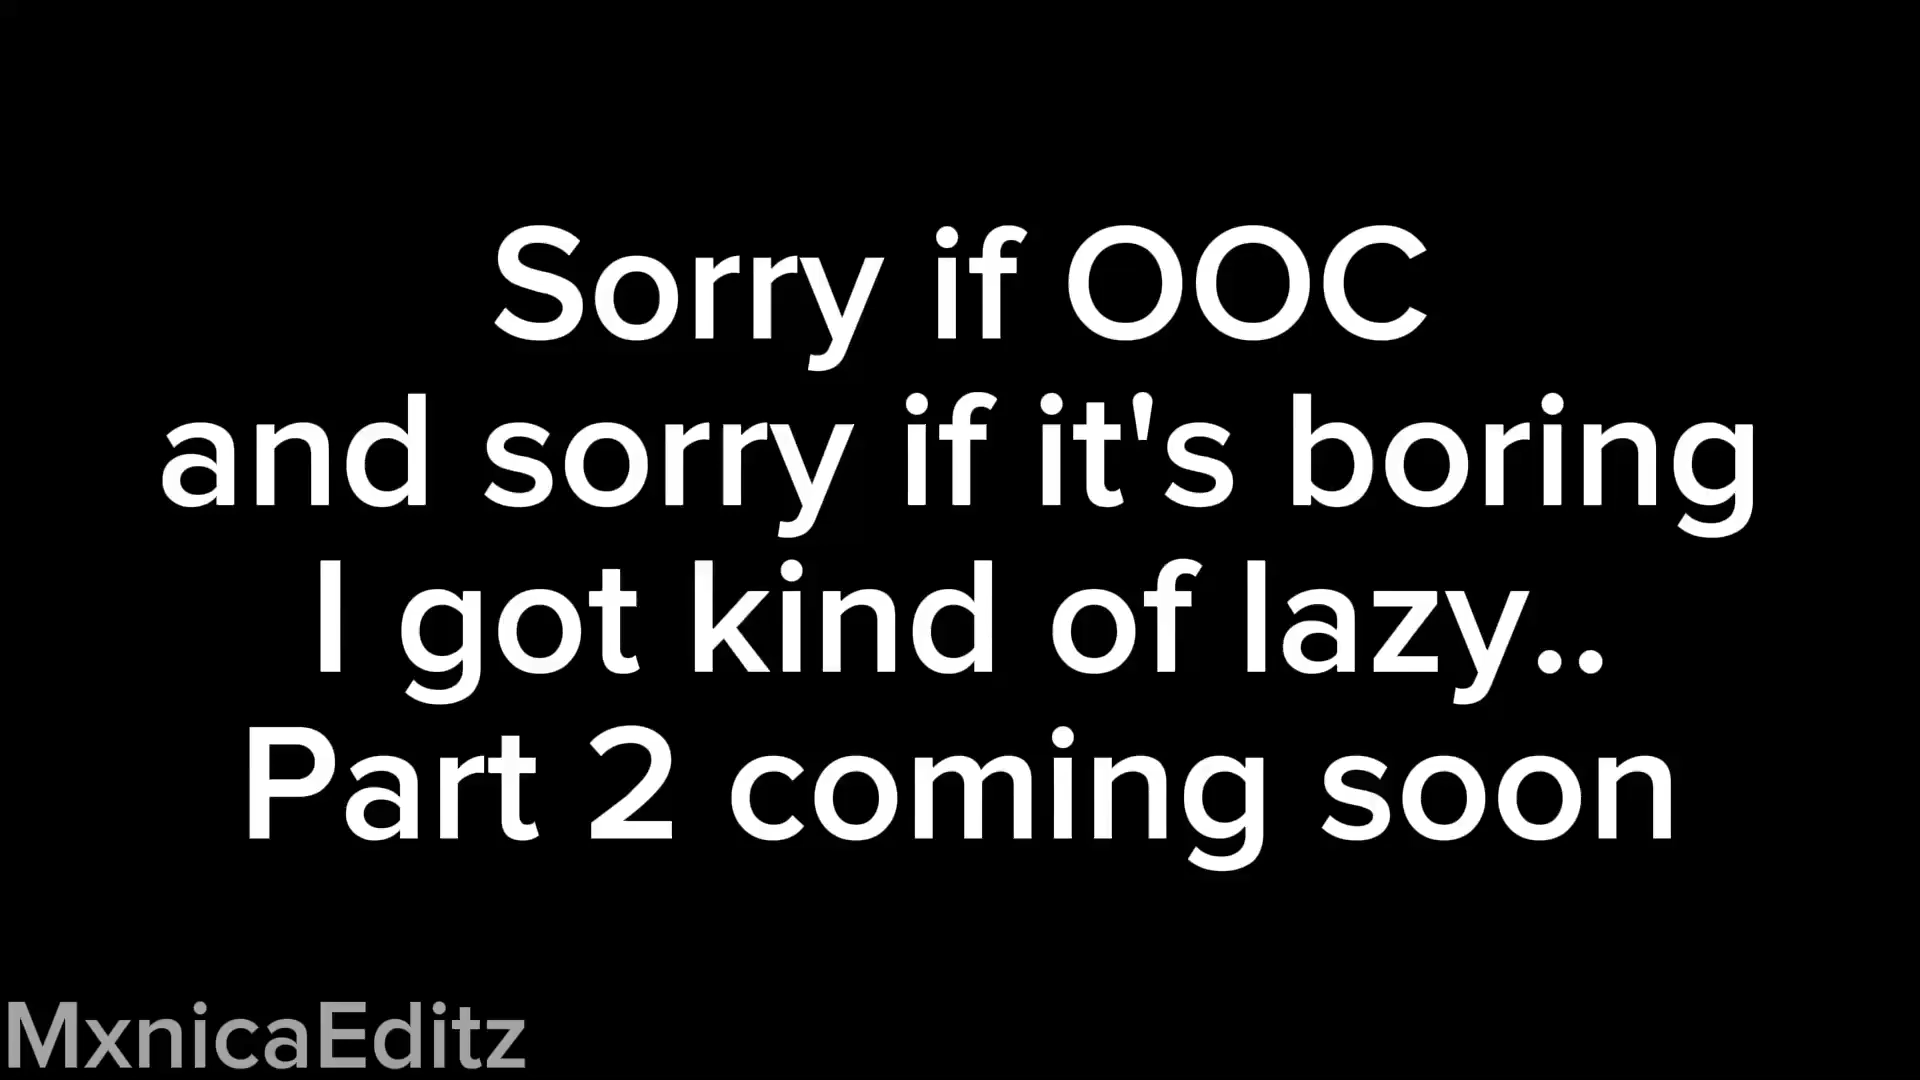 Sorry if OOC
and sorry if it's boring
I got kind of lazy..
Part 2 coming soon
MxnicaEditz